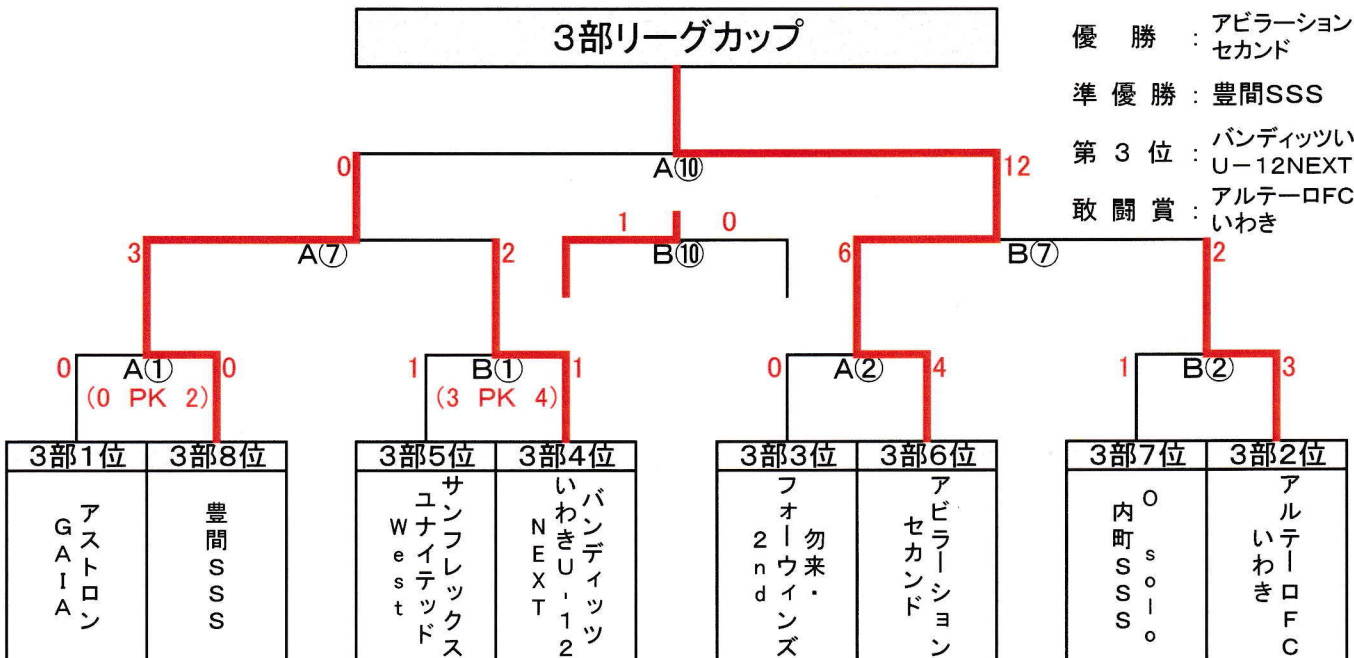 3部リーグカップ
優勝:アビラーション
セカンド
準優勝:豊間SSS
第3位:バンディッツい
U-12NEXT
敢闘賞:アルテーロFC
いわき
0
A⑩
12
1
0
3
A⑦
2
B⑩
6
B⑦
2
0
A①
0
(0 PK 2)
1
B①
1
(3 PK 4)
0
A②
4
1
B②
3
3部1位
3部8位
3部5位
3部4位
3部3位
3部6位
3部7位
3部2位
アストロン
GAIA
豊間SSS
サンフレックス
ユナイテッド
West
バンディッツ
いわきU-12
NEXT
勿来・
フォーウィンズ
2nd
アビラーション
セカンド
O solo
内町SSS
アルテーロFC
いわき